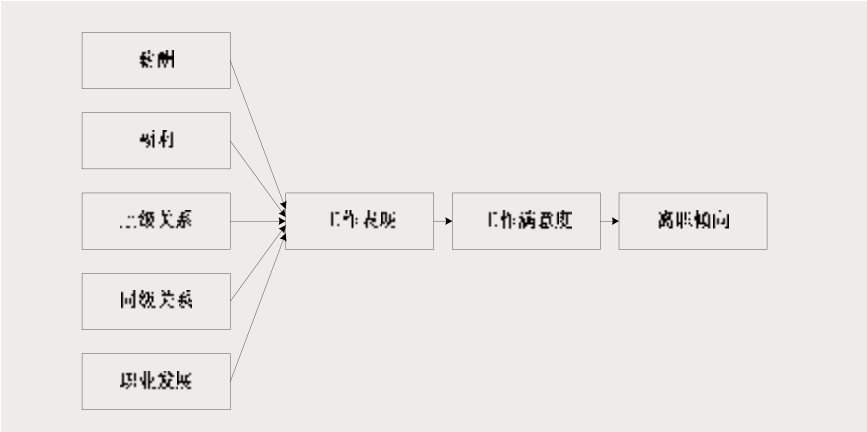 薪酬
福利
上级关系
工作表现
工作满意度
离职倾向
同级关系
职业发展